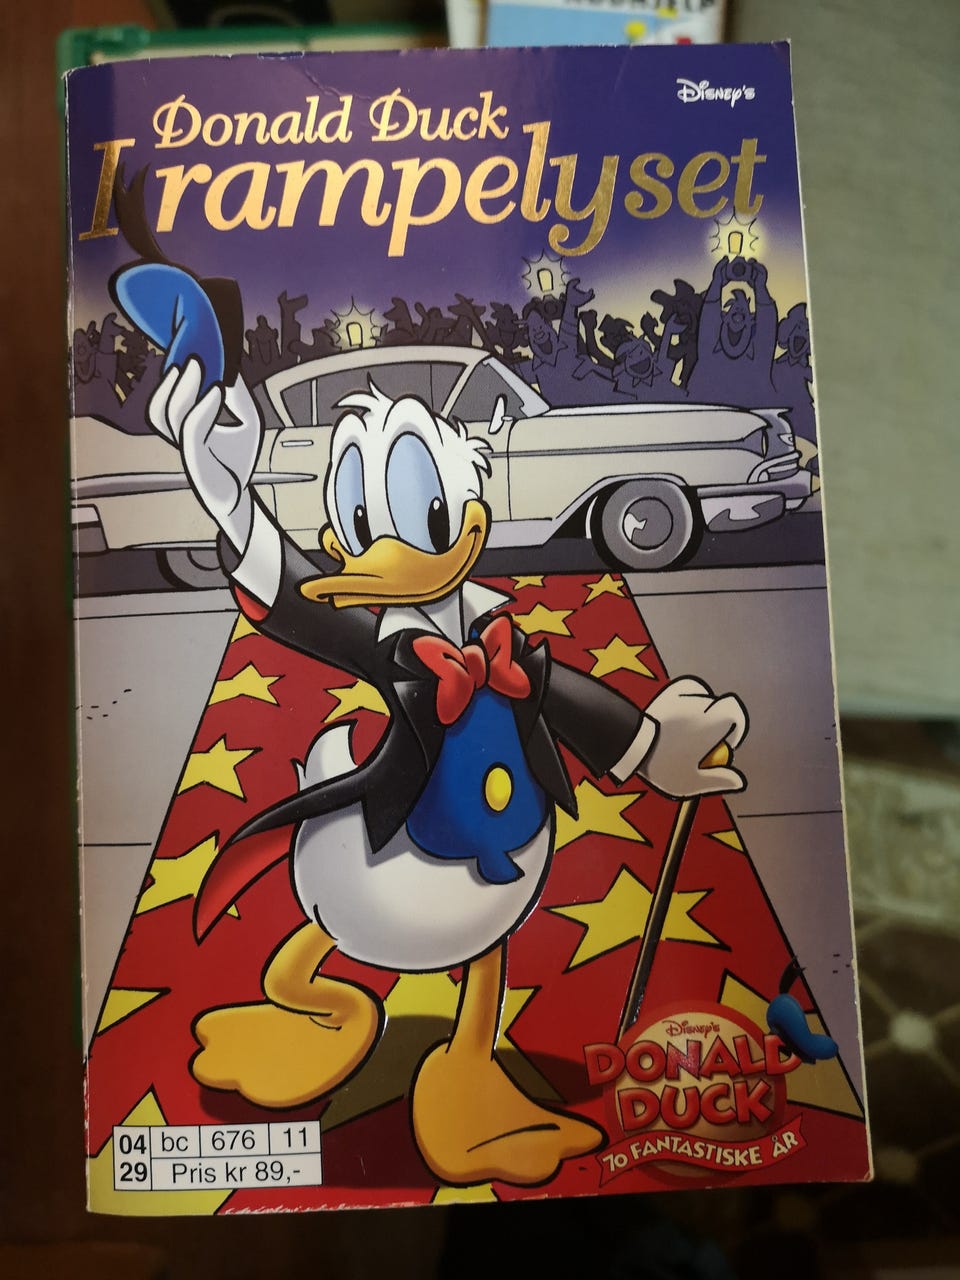 Disney's
Donald Duck
I rampelyset
Disney's
DONALD
DUCK
70 FANTASTISKE ÅR
04 bc 676 11
29 Pris kr 89,-